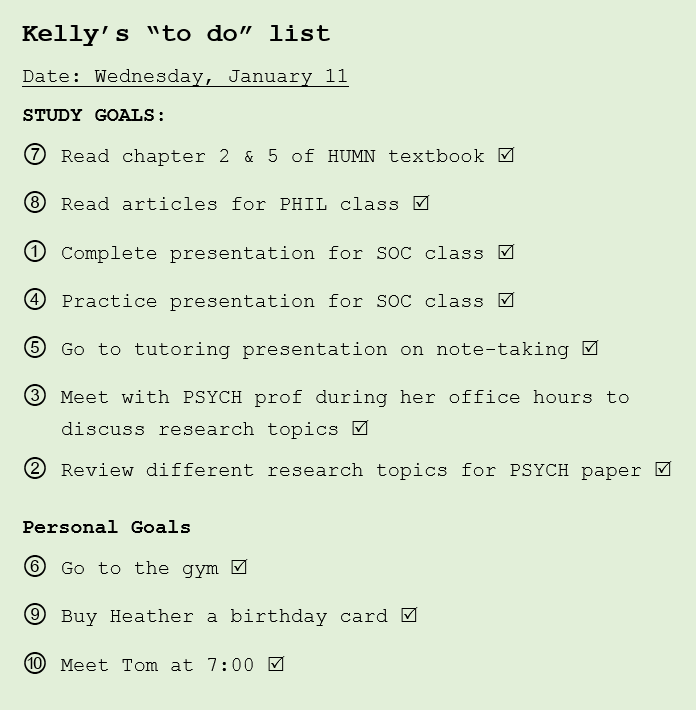 Kelly’s “to do” list
Date: Wednesday, January 11
STUDY GOALS:
⑦ Read chapter 2 & 5 of HUMN textbook ☑
⑧ Read articles for PHIL class ☑
① Complete presentation for SOC class ☑
④ Practice presentation for SOC class ☑
⑤ Go to tutoring presentation on note-taking ☑
③ Meet with PSYCH prof during her office hours to
discuss research topics ☑
② Review different research topics for PSYCH paper ☑
Personal Goals
⑥ Go to the gym ☑
⑨ Buy Heather a birthday card ☑
⑩ Meet Tom at 7:00 ☑